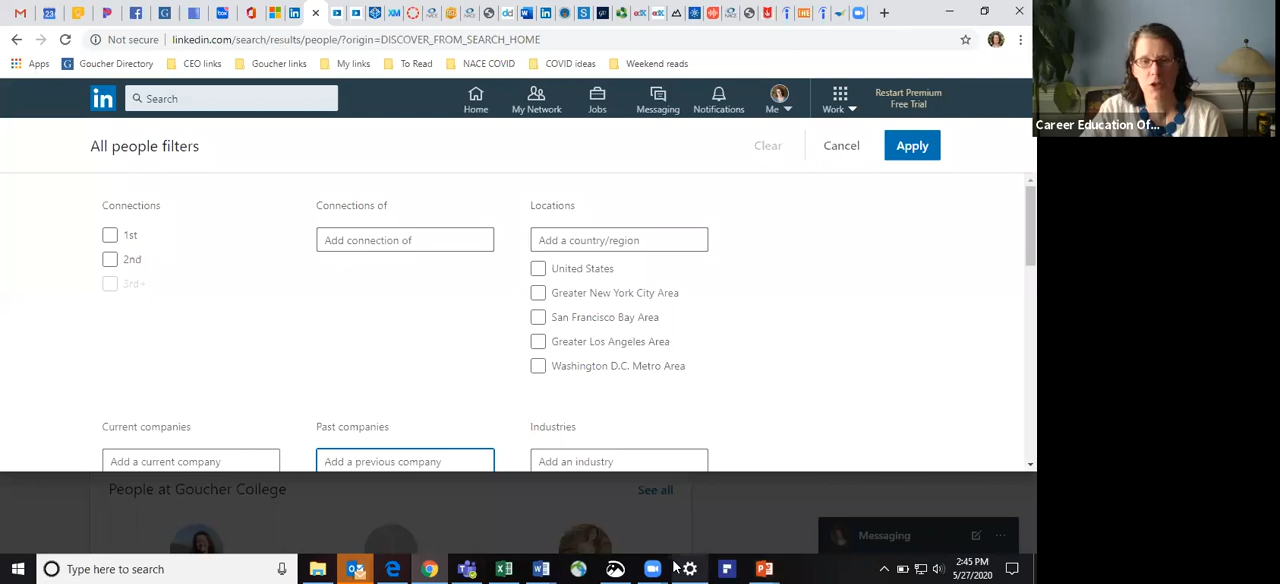 23
Not secure linkedin.com/search/results/people/?origin=DISCOVER_FROM_SEARCH_HOME
Apps Goucher Directory CEO links Goucher links My links To Read NACE COVID COVID ideas Weekend reads
in Search Home My Network Jobs Messaging Notifications Me Work Restart Premium Free Trial
Career Education Of...
All people filters Clear Cancel Apply
Connections Connections of Locations
1st Add connection of Add a country/region
2nd United States
3rd+ Greater New York City Area
San Francisco Bay Area
Greater Los Angeles Area
Washington D.C. Metro Area
Current companies Past companies Industries
Add a current company Add a previous company Add an industry
People at Goucher College See all
Messaging
Type here to search 2:45 PM
5/27/2020